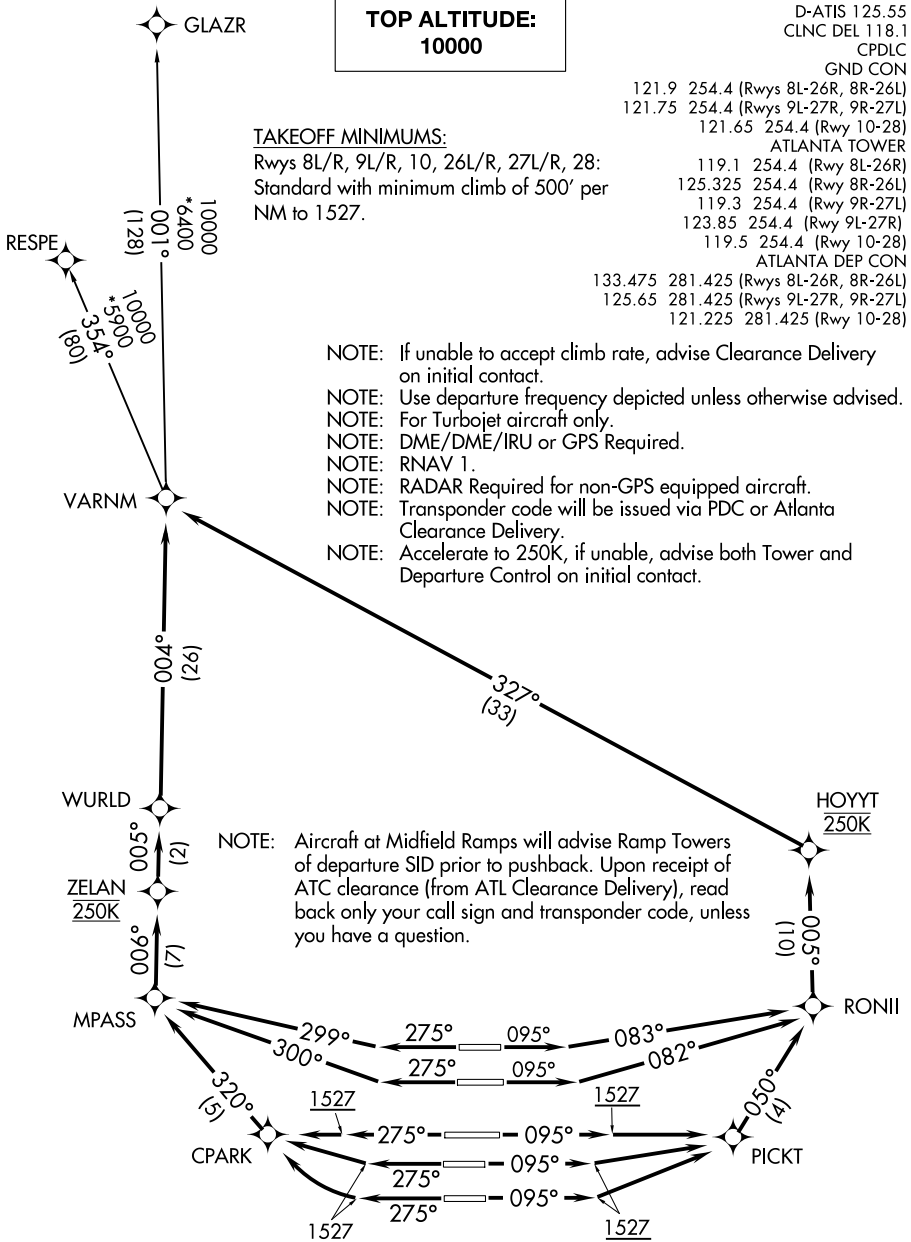 GLAZR
TOP ALTITUDE:
10000
D-ATIS 125.55
CLNC DEL 118.1
CPDLC
GND CON
121.9 254.4 (Rwys 8L-26R, 8R-26L)
121.75 254.4 (Rwys 9L-27R, 9R-27L)
121.65 254.4 (Rwy 10-28)
ATLANTA TOWER
119.1 254.4 (Rwy 8L-26R)
125.325 254.4 (Rwy 8R-26L)
119.3 254.4 (Rwy 9R-27L)
123.85 254.4 (Rwy 9L-27R)
119.5 254.4 (Rwy 10-28)
ATLANTA DEP CON
133.475 281.425 (Rwys 8L-26R, 8R-26L)
125.65 281.425 (Rwys 9L-27R, 9R-27L)
121.225 281.425 (Rwy 10-28)
TAKEOFF MINIMUMS:
Rwys 8L/R, 9L/R, 10, 26L/R, 27L/R, 28:
Standard with minimum climb of 500' per
NM to 1527.
10000
*6400
001°
(128)
RESPE
10000
*5900
354°
(80)
NOTE: If unable to accept climb rate, advise Clearance Delivery
on initial contact.
NOTE: Use departure frequency depicted unless otherwise advised.
NOTE: For Turbojet aircraft only.
NOTE: DME/DME/IRU or GPS Required.
NOTE: RNAV 1.
NOTE: RADAR Required for non-GPS equipped aircraft.
NOTE: Transponder code will be issued via PDC or Atlanta
Clearance Delivery.
NOTE: Accelerate to 250K, if unable, advise both Tower and
Departure Control on initial contact.
VARNM
004°
(26)
327°
(33)
WURLD
HOYYT
250K
005°
(2)
ZELAN
250K
NOTE: Aircraft at Midfield Ramps will advise Ramp Towers
of departure SID prior to pushback. Upon receipt of
ATC clearance (from ATL Clearance Delivery), read
back only your call sign and transponder code, unless
you have a question.
006°
(7)
005°
(10)
MPASS
RONII
299°
275°
095°
083°
300°
275°
095°
082°
320°
(5)
050°
(4)
1527
1527
275°
095°
CPARK
PICKT
275°
095°
275°
095°
1527
1527